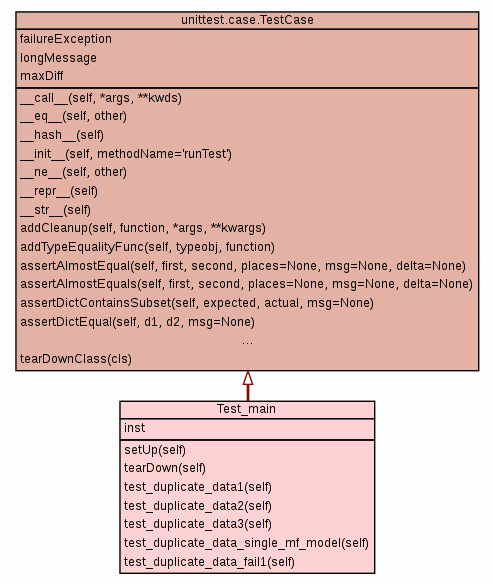 unittest.case.TestCase
failureException
longMessage
maxDiff
__call__(self, *args, **kwds)
__eq__(self, other)
__hash__(self)
__init__(self, methodName='runTest')
__ne__(self, other)
__repr__(self)
__str__(self)
addCleanup(self, function, *args, **kwargs)
addTypeEqualityFunc(self, typeobj, function)
assertAlmostEqual(self, first, second, places=None, msg=None, delta=None)
assertAlmostEquals(self, first, second, places=None, msg=None, delta=None)
assertDictContainsSubset(self, expected, actual, msg=None)
assertDictEqual(self, d1, d2, msg=None)
...
tearDownClass(cls)
Test_main
inst
setUp(self)
tearDown(self)
test_duplicate_data1(self)
test_duplicate_data2(self)
test_duplicate_data3(self)
test_duplicate_data_single_mf_model(self)
test_duplicate_data_fail1(self)